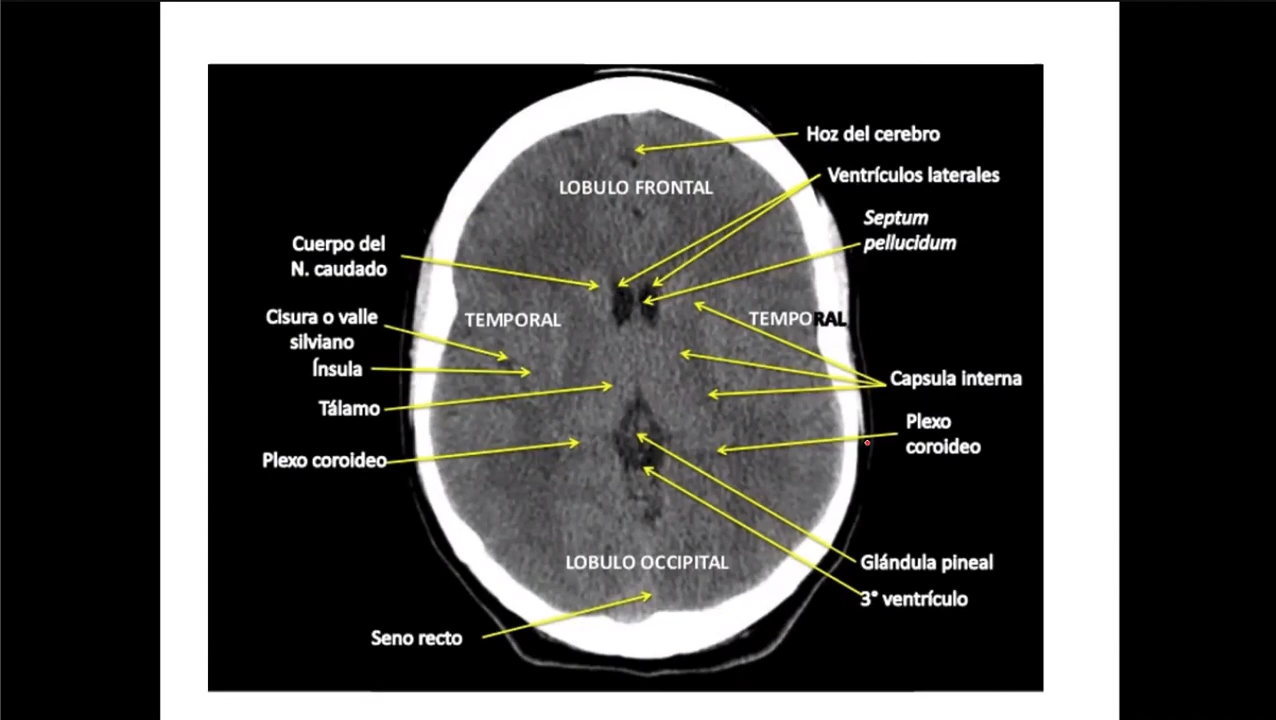 Hoz del cerebro
Ventrículos laterales
LOBULO FRONTAL
Septum
pellucidum
Cuerpo del
N. caudado
Cisura o valle
silviano
TEMPORAL
TEMPORAL
Ínsula
Capsula interna
Tálamo
Plexo
coroideo
Plexo coroideo
LOBULO OCCIPITAL
Glándula pineal
3° ventrículo
Seno recto